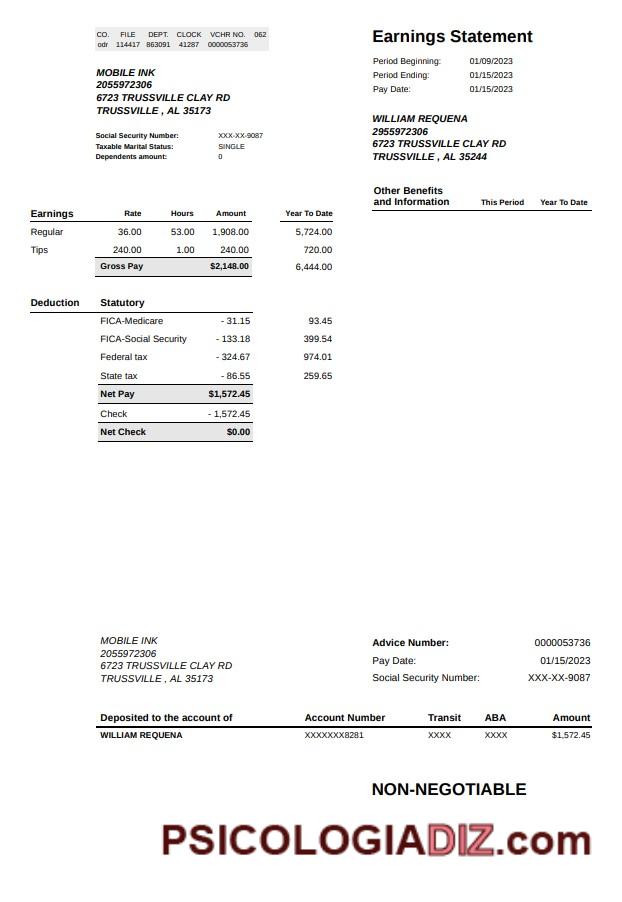 CO. FILE DEPT. CLOCK VCHR NO. 062
odr 114417 863091 41287 0000053736
Earnings Statement
Period Beginning: 01/09/2023
Period Ending: 01/15/2023
Pay Date: 01/15/2023
MOBILE INK
2055972306
6723 TRUSSVILLE CLAY RD
TRUSSVILLE , AL 35173
WILLIAM REQUENA
2955972306
6723 TRUSSVILLE CLAY RD
TRUSSVILLE , AL 35244
Social Security Number: XXX-XX-9087
Taxable Marital Status: SINGLE
Dependents amount: 0
Other Benefits
and Information This Period Year To Date
Earnings Rate Hours Amount Year To Date
Regular 36.00 53.00 1,908.00 5,724.00
Tips 240.00 1.00 240.00 720.00
Gross Pay $2,148.00 6,444.00
Deduction Statutory
FICA-Medicare - 31.15 93.45
FICA-Social Security - 133.18 399.54
Federal tax - 324.67 974.01
State tax - 86.55 259.65
Net Pay $1,572.45
Check - 1,572.45
Net Check $0.00
MOBILE INK
2055972306
6723 TRUSSVILLE CLAY RD
TRUSSVILLE , AL 35173
Advice Number: 0000053736
Pay Date: 01/15/2023
Social Security Number: XXX-XX-9087
Deposited to the account of Account Number Transit ABA Amount
WILLIAM REQUENA XXXXXXX8281 XXXX XXXX $1,572.45
NON-NEGOTIABLE
PSICOLOGIADIZ.com